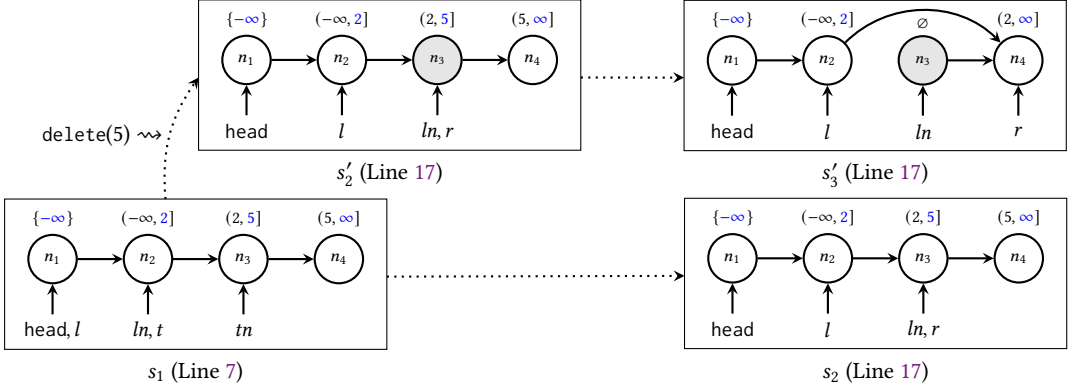 {−∞} (−∞, 2] (2, 5] (5, ∞]
n₁ n₂ n₃ n₄
head l ln, r
s₂′ (Line 17)
{−∞} (−∞, 2] ∅ (2, ∞]
n₁ n₂ n₃ n₄
head l ln r
s₃′ (Line 17)
delete(5) ⇝
{−∞} (−∞, 2] (2, 5] (5, ∞]
n₁ n₂ n₃ n₄
head, l ln, t tn
s₁ (Line 7)
{−∞} (−∞, 2] (2, 5] (5, ∞]
n₁ n₂ n₃ n₄
head l ln, r
s₂ (Line 17)